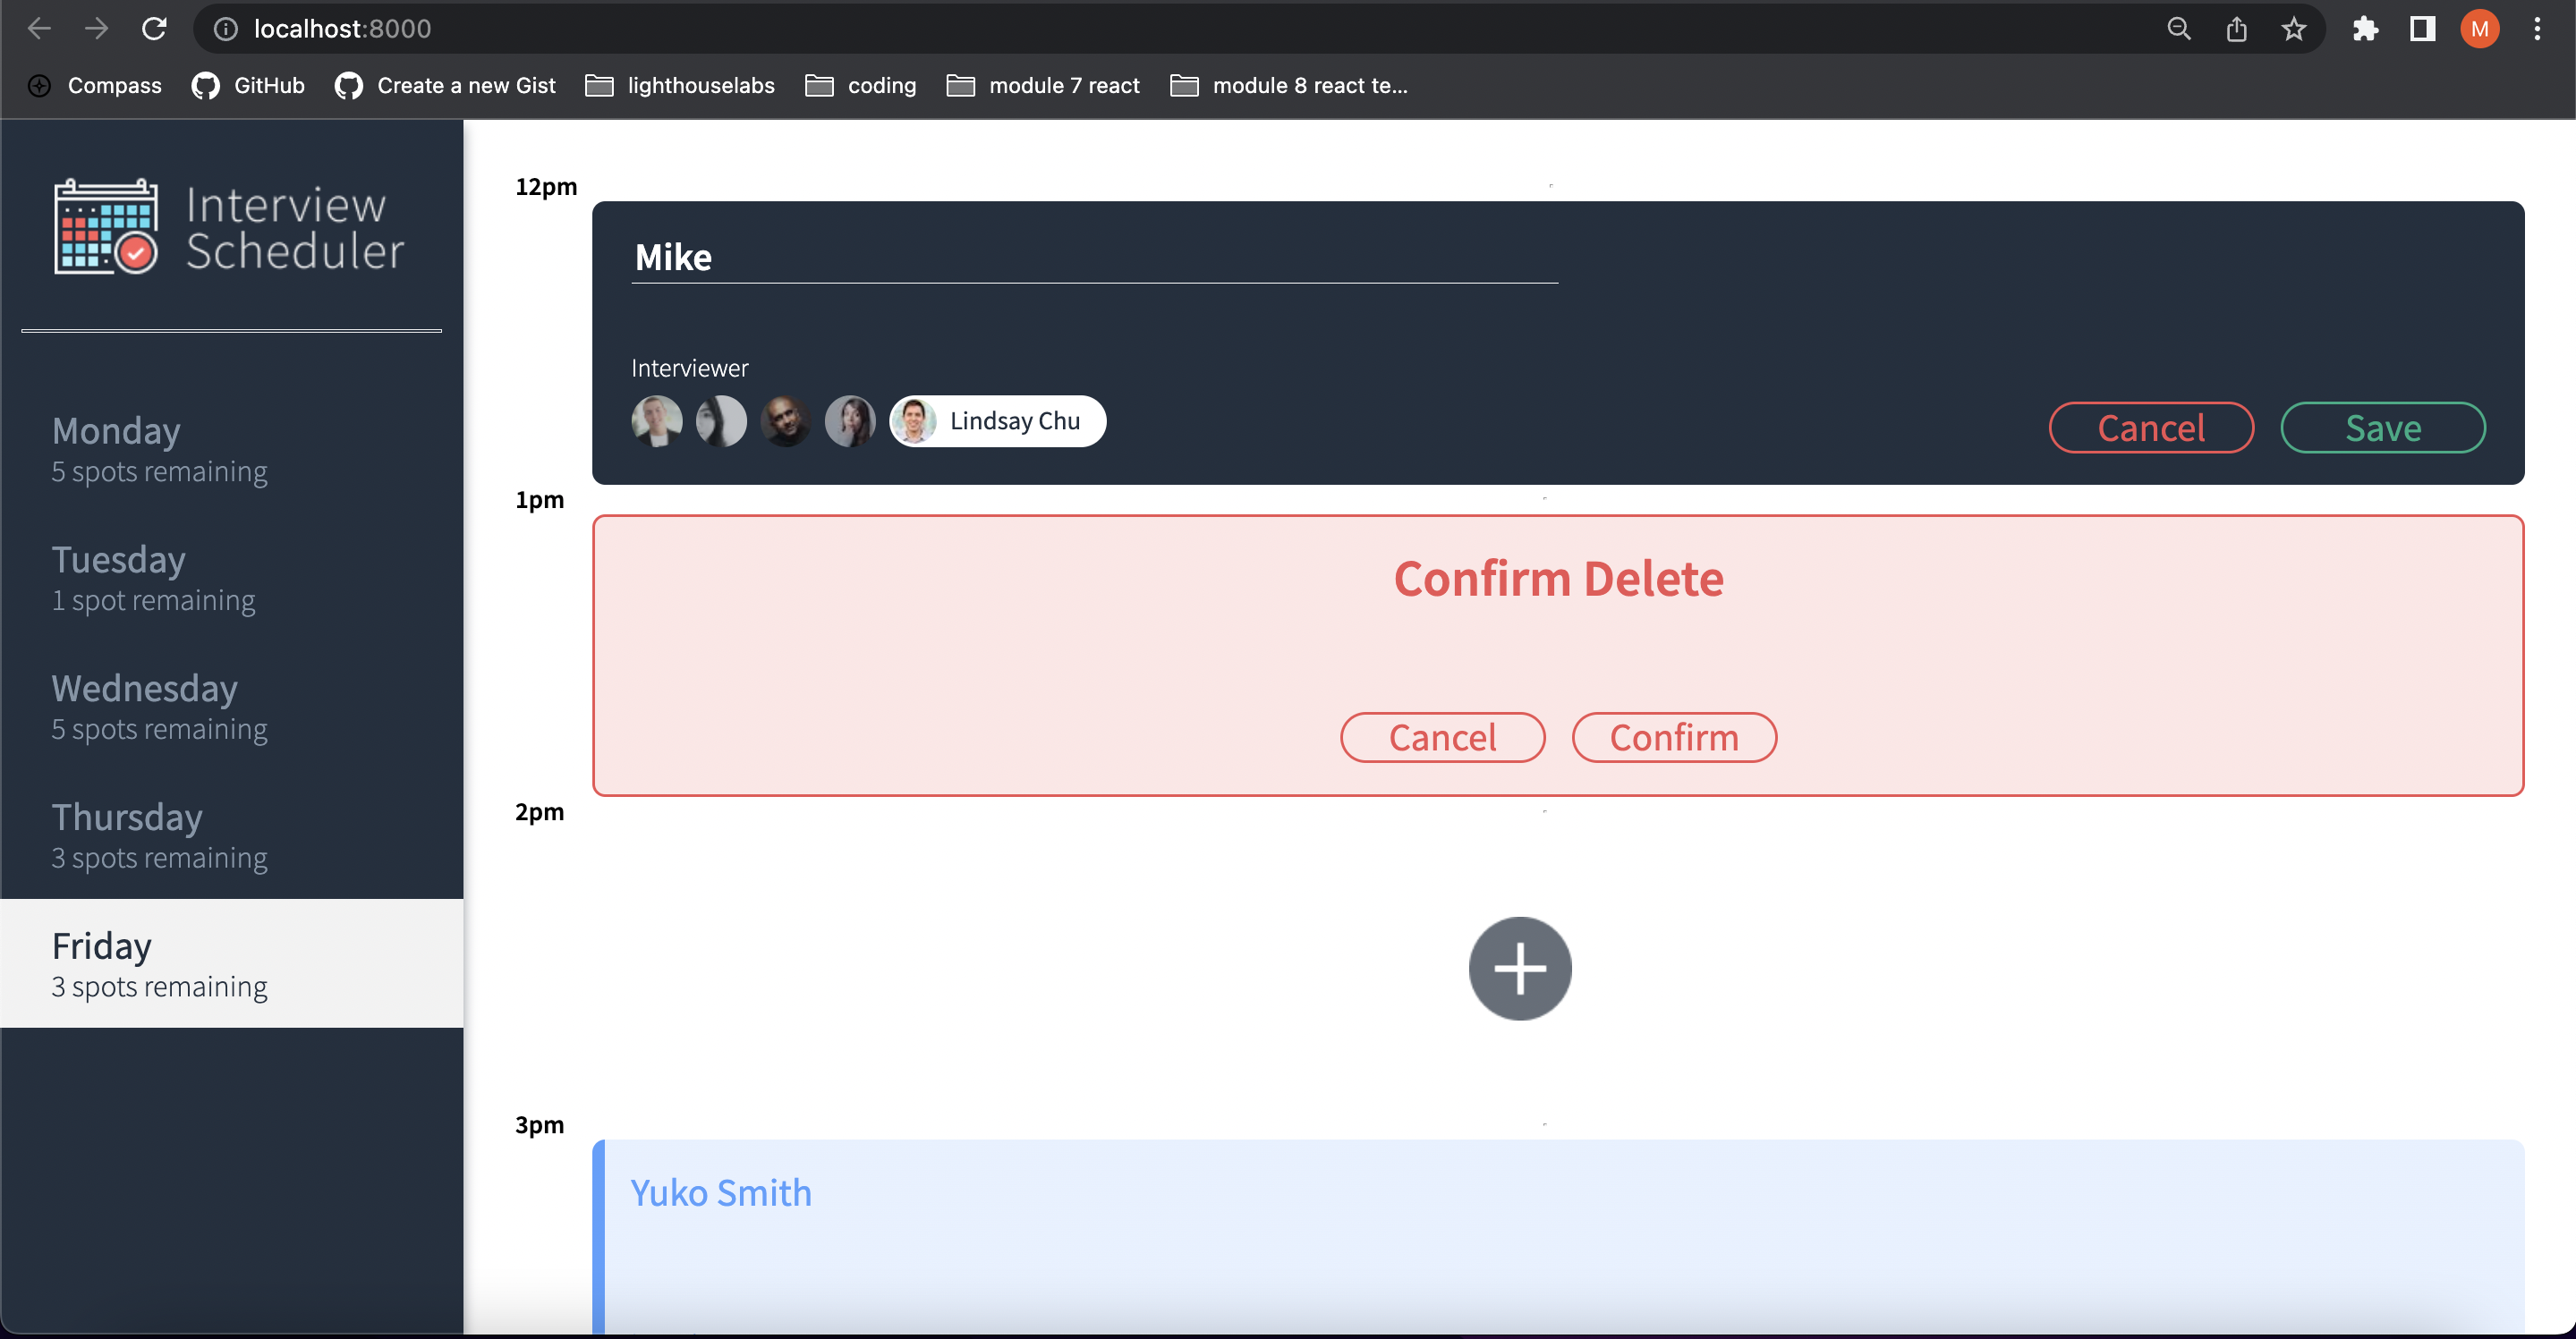 localhost:8000
M
Compass
GitHub
Create a new Gist
lighthouselabs
coding
module 7 react
module 8 react te...
Interview
Scheduler
Monday
5 spots remaining
Tuesday
1 spot remaining
Wednesday
5 spots remaining
Thursday
3 spots remaining
Friday
3 spots remaining
12pm
Mike
Interviewer
Lindsay Chu
Cancel
Save
1pm
Confirm Delete
Cancel
Confirm
2pm
3pm
Yuko Smith